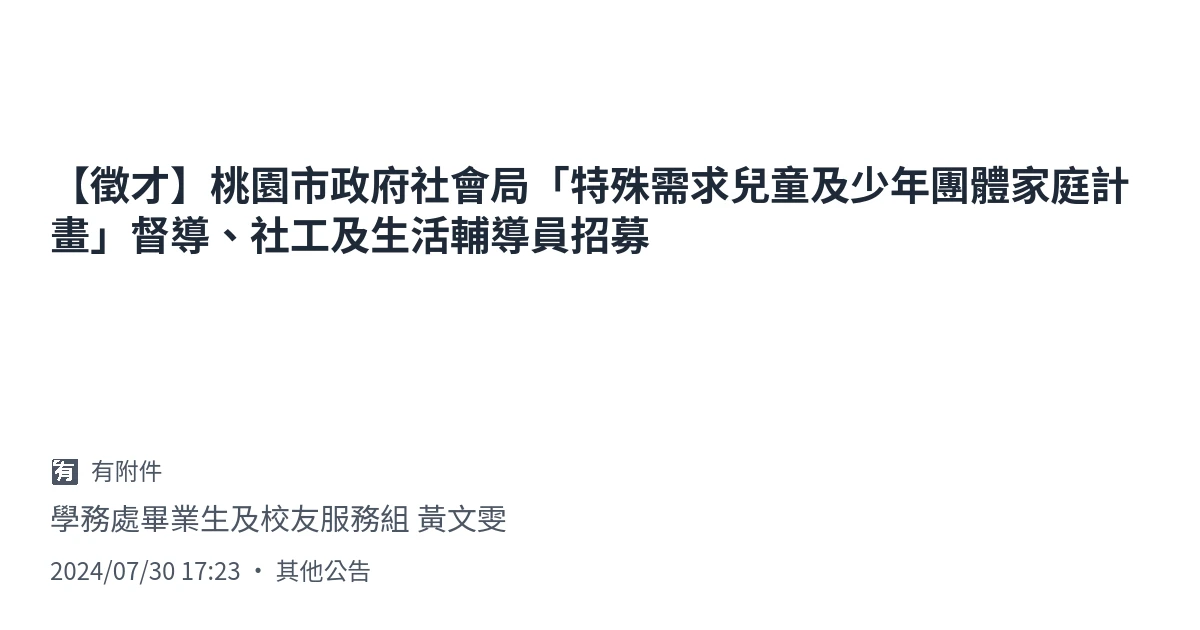 【徵才】桃園市政府社會局「特殊需求兒童及少年團體家庭計
畫」督導、社工及生活輔導員招募
有 有附件
學務處畢業生及校友服務組 黃文雯
2024/07/30 17:23 · 其他公告